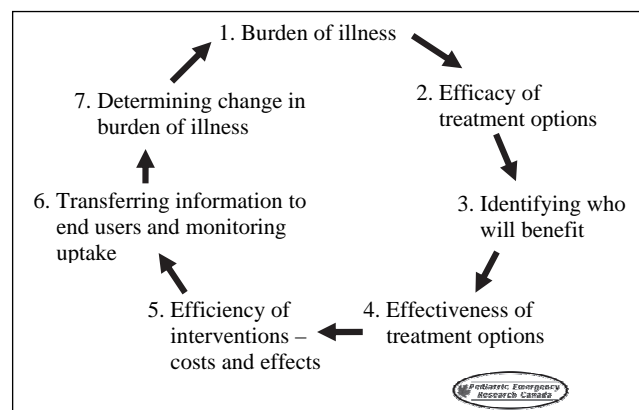 1. Burden of illness
2. Efficacy of
treatment options
3. Identifying who
will benefit
4. Effectiveness of
treatment options
5. Efficiency of
interventions –
costs and effects
6. Transferring information to
end users and monitoring
uptake
7. Determining change in
burden of illness
Pediatric Emergency
Research Canada